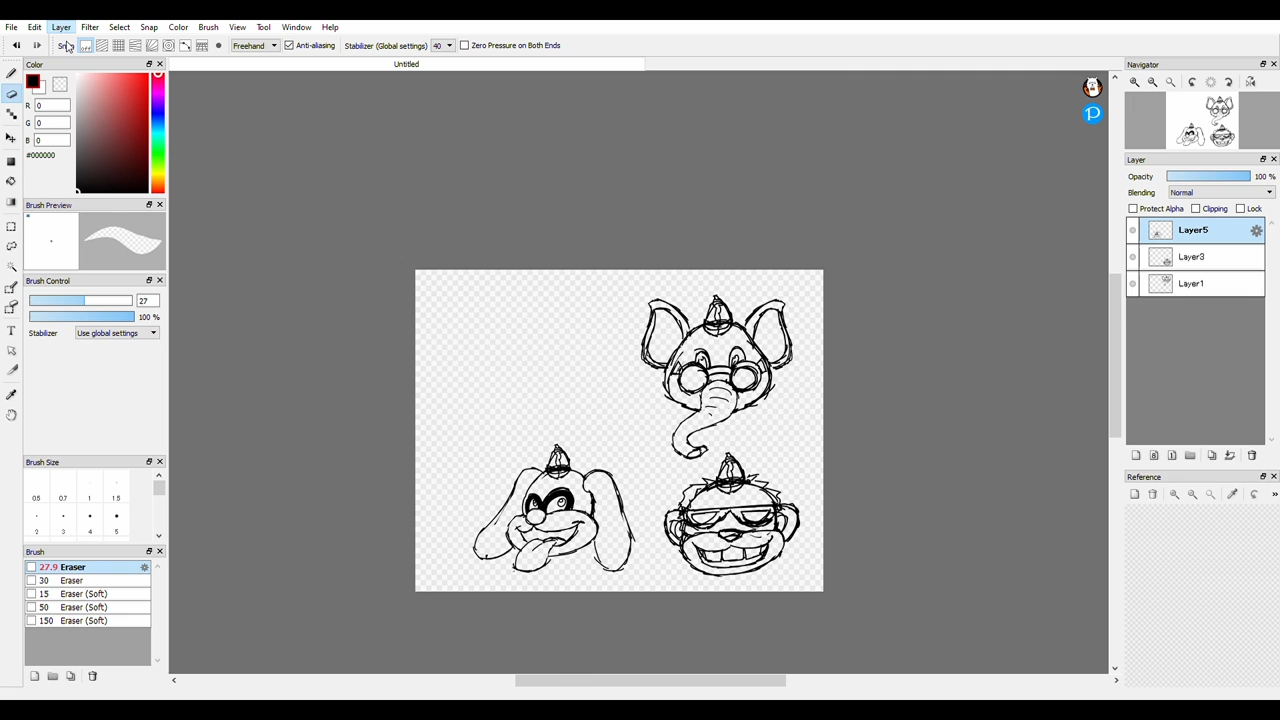 File Edit Layer Filter Select Snap Color Brush View Tool Window Help
Freehand Anti-aliasing Stabilizer (Global settings) 40 Zero Pressure on Both Ends
Color
Untitled
Navigator
R 0
G 0
B 0
#000000
Layer
Opacity 100 %
Blending Normal
Protect Alpha Clipping Lock
Layer5
Layer3
Layer1
Brush Preview
Brush Control
27
100 %
Stabilizer Use global settings
Brush Size
0.5 0.7 1 1.5
2 3 4 5
Reference
Brush
27.9 Eraser
30 Eraser
15 Eraser (Soft)
50 Eraser (Soft)
150 Eraser (Soft)